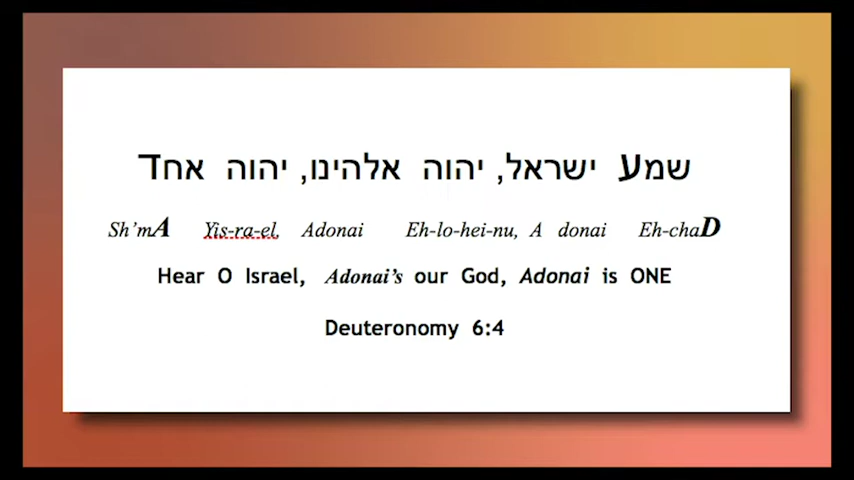 שמע ישראל, יהוה אלהינו, יהוה אחד
Sh’mA Yis-ra-el, Adonai Eh-lo-hei-nu, A donai Eh-chaD
Hear O Israel, Adonai’s our God, Adonai is ONE
Deuteronomy 6:4